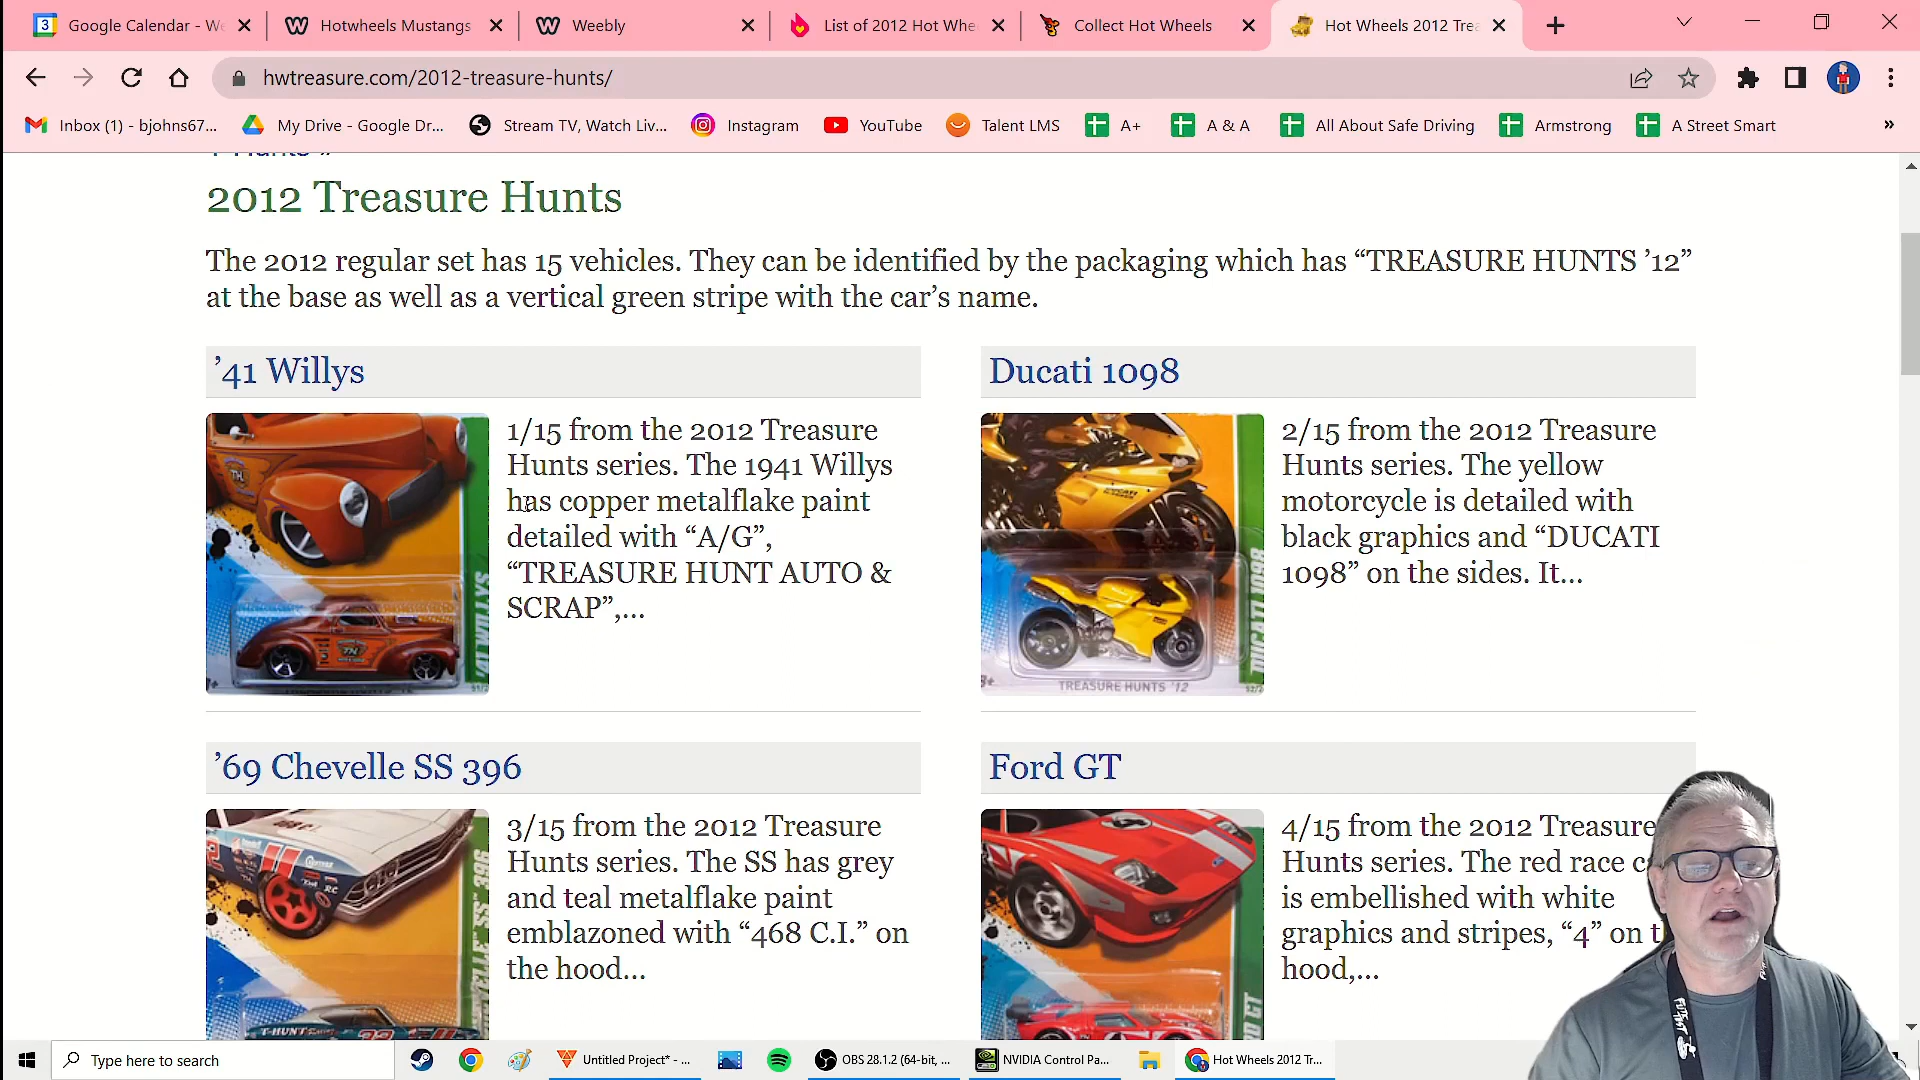 Google Calendar - We
Hotwheels Mustangs
Weebly
List of 2012 Hot Whe
Collect Hot Wheels
Hot Wheels 2012 Trea
hwtreasure.com/2012-treasure-hunts/
Inbox (1) - bjohns67...
My Drive - Google Dr...
Stream TV, Watch Liv...
Instagram
YouTube
Talent LMS
A+
A & A
All About Safe Driving
Armstrong
A Street Smart
»
2012 Treasure Hunts
The 2012 regular set has 15 vehicles. They can be identified by the packaging which has “TREASURE HUNTS ’12”
at the base as well as a vertical green stripe with the car’s name.
’41 Willys
1/15 from the 2012 Treasure
Hunts series. The 1941 Willys
has copper metalflake paint
detailed with “A/G”,
“TREASURE HUNT AUTO &
SCRAP”,...
Ducati 1098
2/15 from the 2012 Treasure
Hunts series. The yellow
motorcycle is detailed with
black graphics and “DUCATI
1098” on the sides. It...
’41 WILLYS
DUCATI 1098
TREASURE HUNTS ’12
’69 Chevelle SS 396
3/15 from the 2012 Treasure
Hunts series. The SS has grey
and teal metalflake paint
emblazoned with “468 C.I.” on
the hood...
T-HUNT
Ford GT
4/15 from the 2012 Treasure
Hunts series. The red race ca
is embellished with white
graphics and stripes, “4” on t
hood,...
Type here to search
Untitled Project* - ...
OBS 28.1.2 (64-bit, ...
NVIDIA Control Pa...
Hot Wheels 2012 Tr...